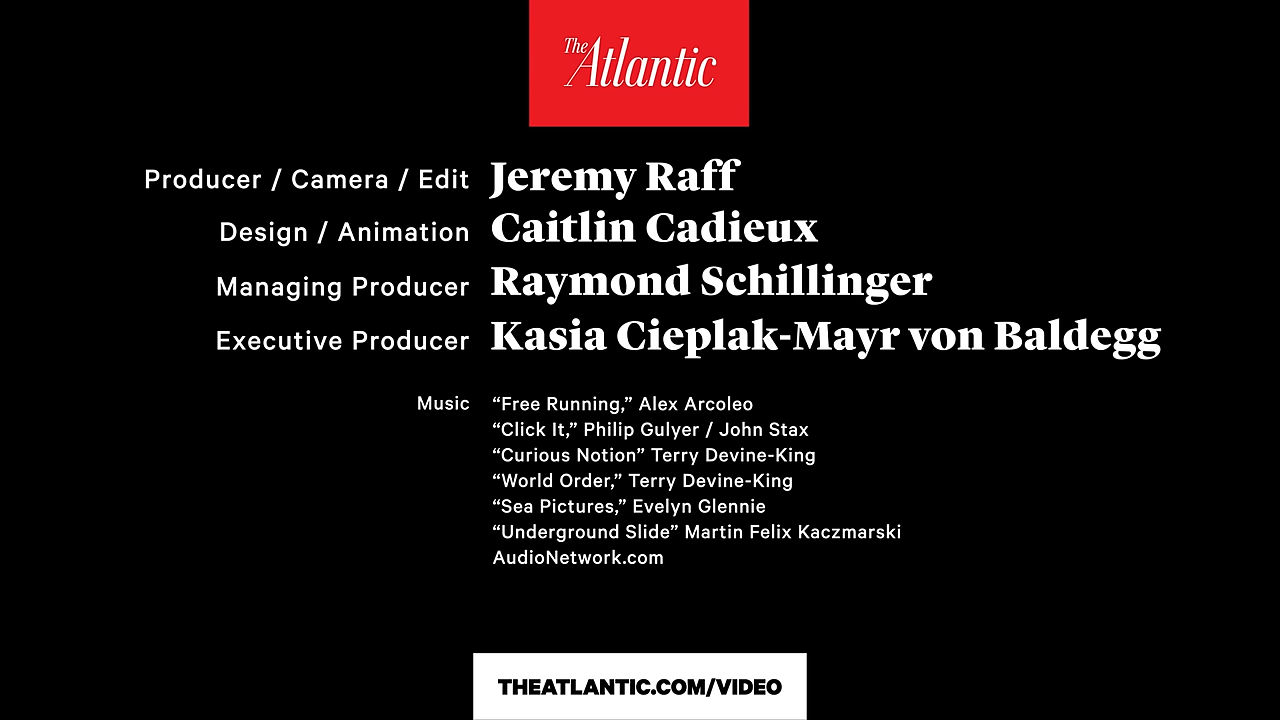 The Atlantic
Producer / Camera / Edit Jeremy Raff
Design / Animation Caitlin Cadieux
Managing Producer Raymond Schillinger
Executive Producer Kasia Cieplak-Mayr von Baldegg
Music “Free Running,” Alex Arcoleo
“Click It,” Philip Gulyer / John Stax
“Curious Notion” Terry Devine-King
“World Order,” Terry Devine-King
“Sea Pictures,” Evelyn Glennie
“Underground Slide” Martin Felix Kaczmarski
AudioNetwork.com
THEATLANTIC.COM/VIDEO